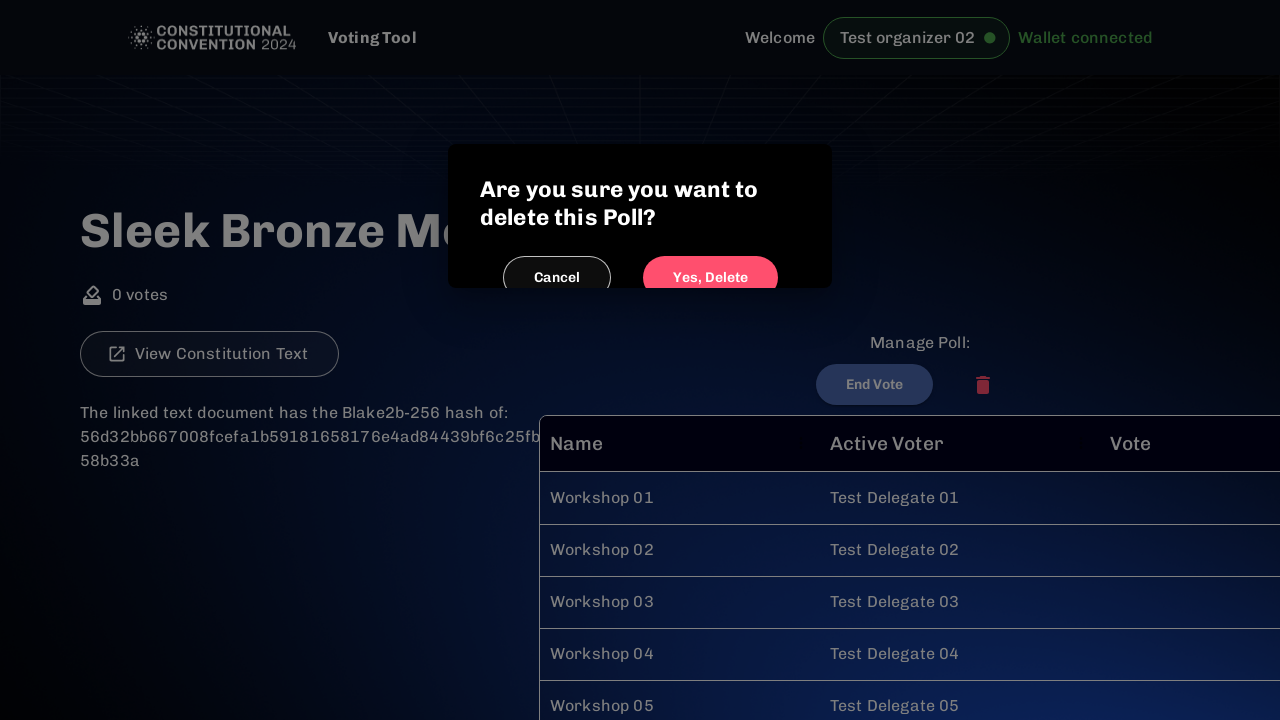 CONSTITUTIONAL
CONVENTION 2024
Voting Tool
Welcome
Test organizer 02
Wallet connected
Are you sure you want to
delete this Poll?
Cancel
Yes, Delete
Sleek Bronze
0 votes
View Constitution Text
The linked text document has the Blake2b-256 hash of:
56d32bb667008fcefa1b59181658176e4ad84439bf6c25fb
58b33a
Manage Poll:
End Vote
Name Active Voter Vote
Workshop 01 Test Delegate 01
Workshop 02 Test Delegate 02
Workshop 03 Test Delegate 03
Workshop 04 Test Delegate 04
Workshop 05 Test Delegate 05